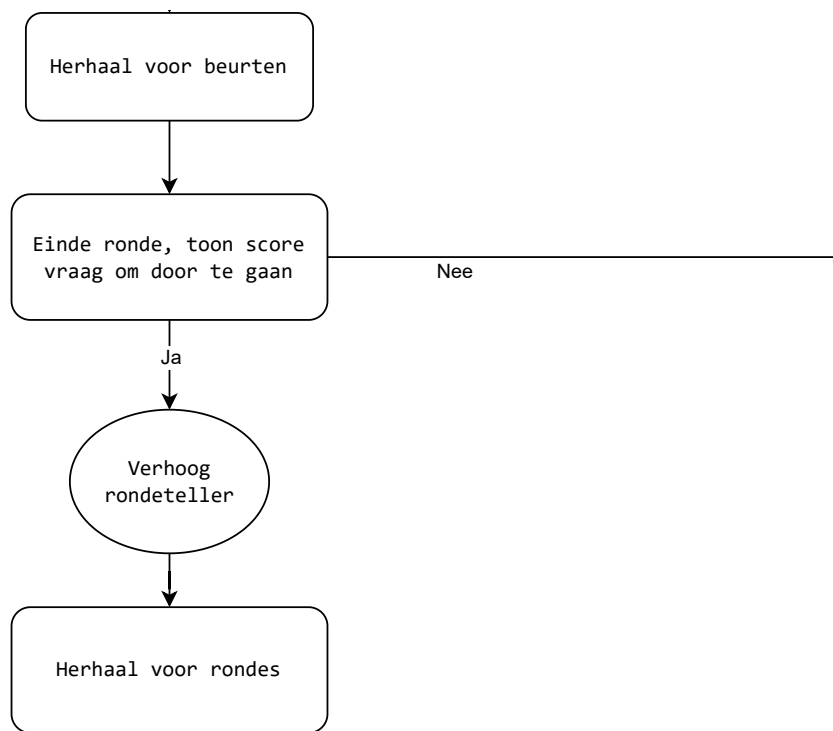 Herhaal voor beurten
Einde ronde, toon score
vraag om door te gaan
Nee
Ja
Verhoog
rondeteller
Herhaal voor rondes